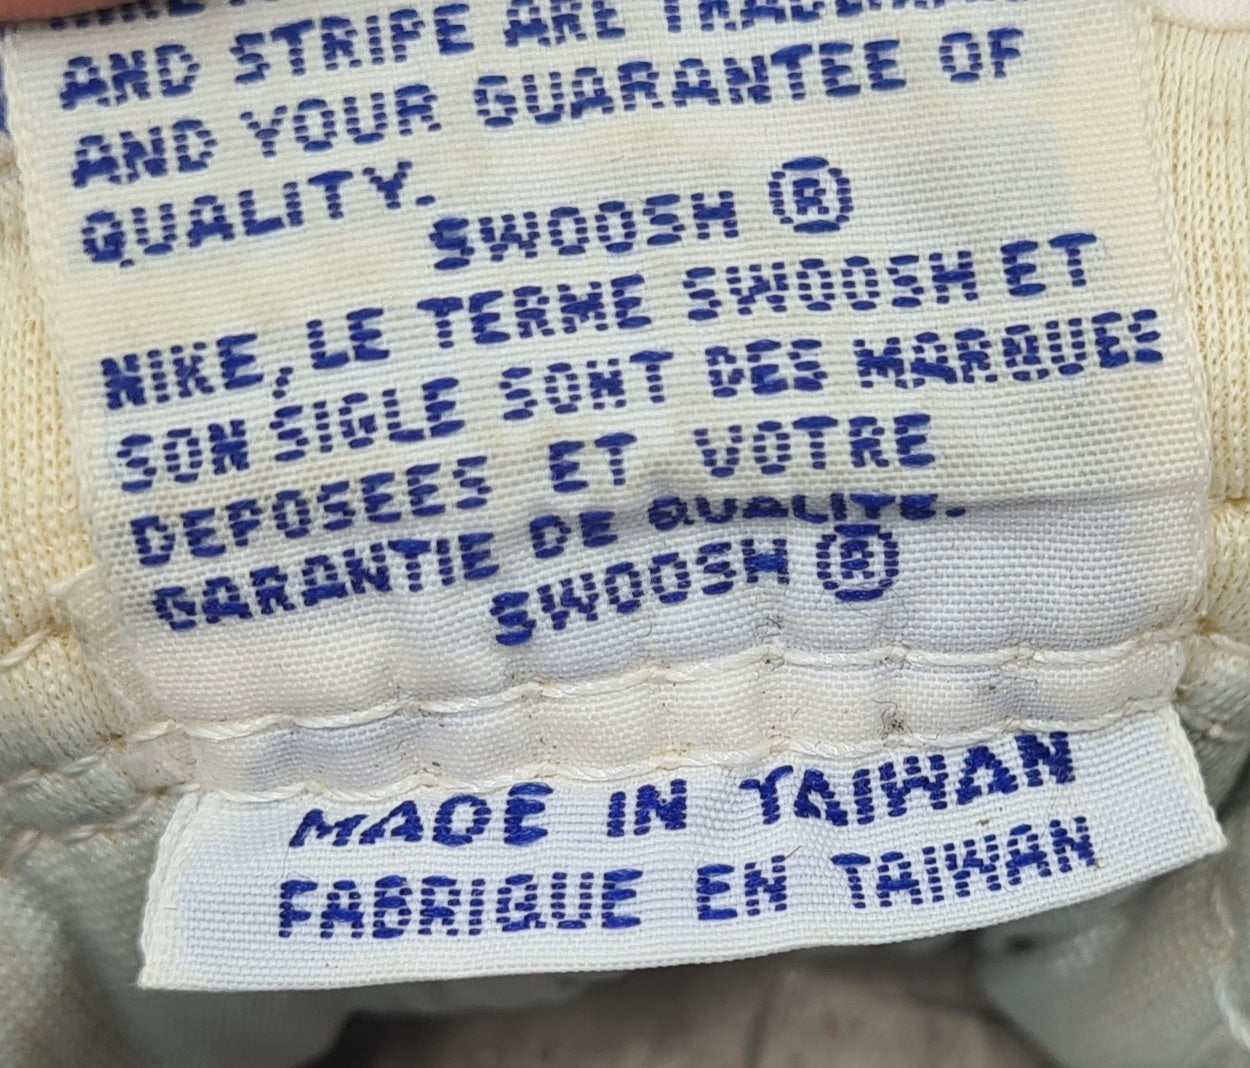 AND STRIPE ARE
AND YOUR GUARANTEE OF
QUALITY.
SWOOSH ®
NIKE, LE TERME SWOOSH ET
SON SIGLE SONT DES MARQUES
DEPOSEES ET VOTRE
GARANTIE DE QUALITE.
SWOOSH ®
MADE IN TAIWAN
FABRIQUE EN TAIWAN